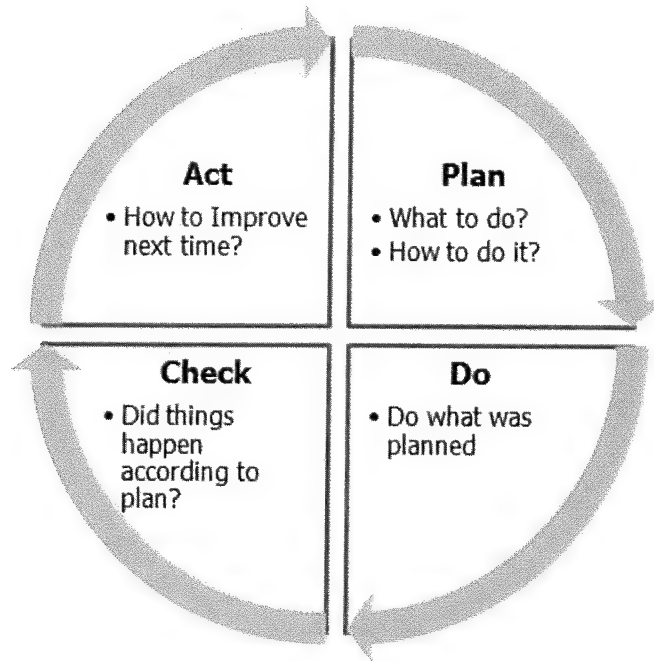 Act
• How to Improve
next time?
Plan
• What to do?
• How to do it?
Check
• Did things
happen
according to
plan?
Do
• Do what was
planned